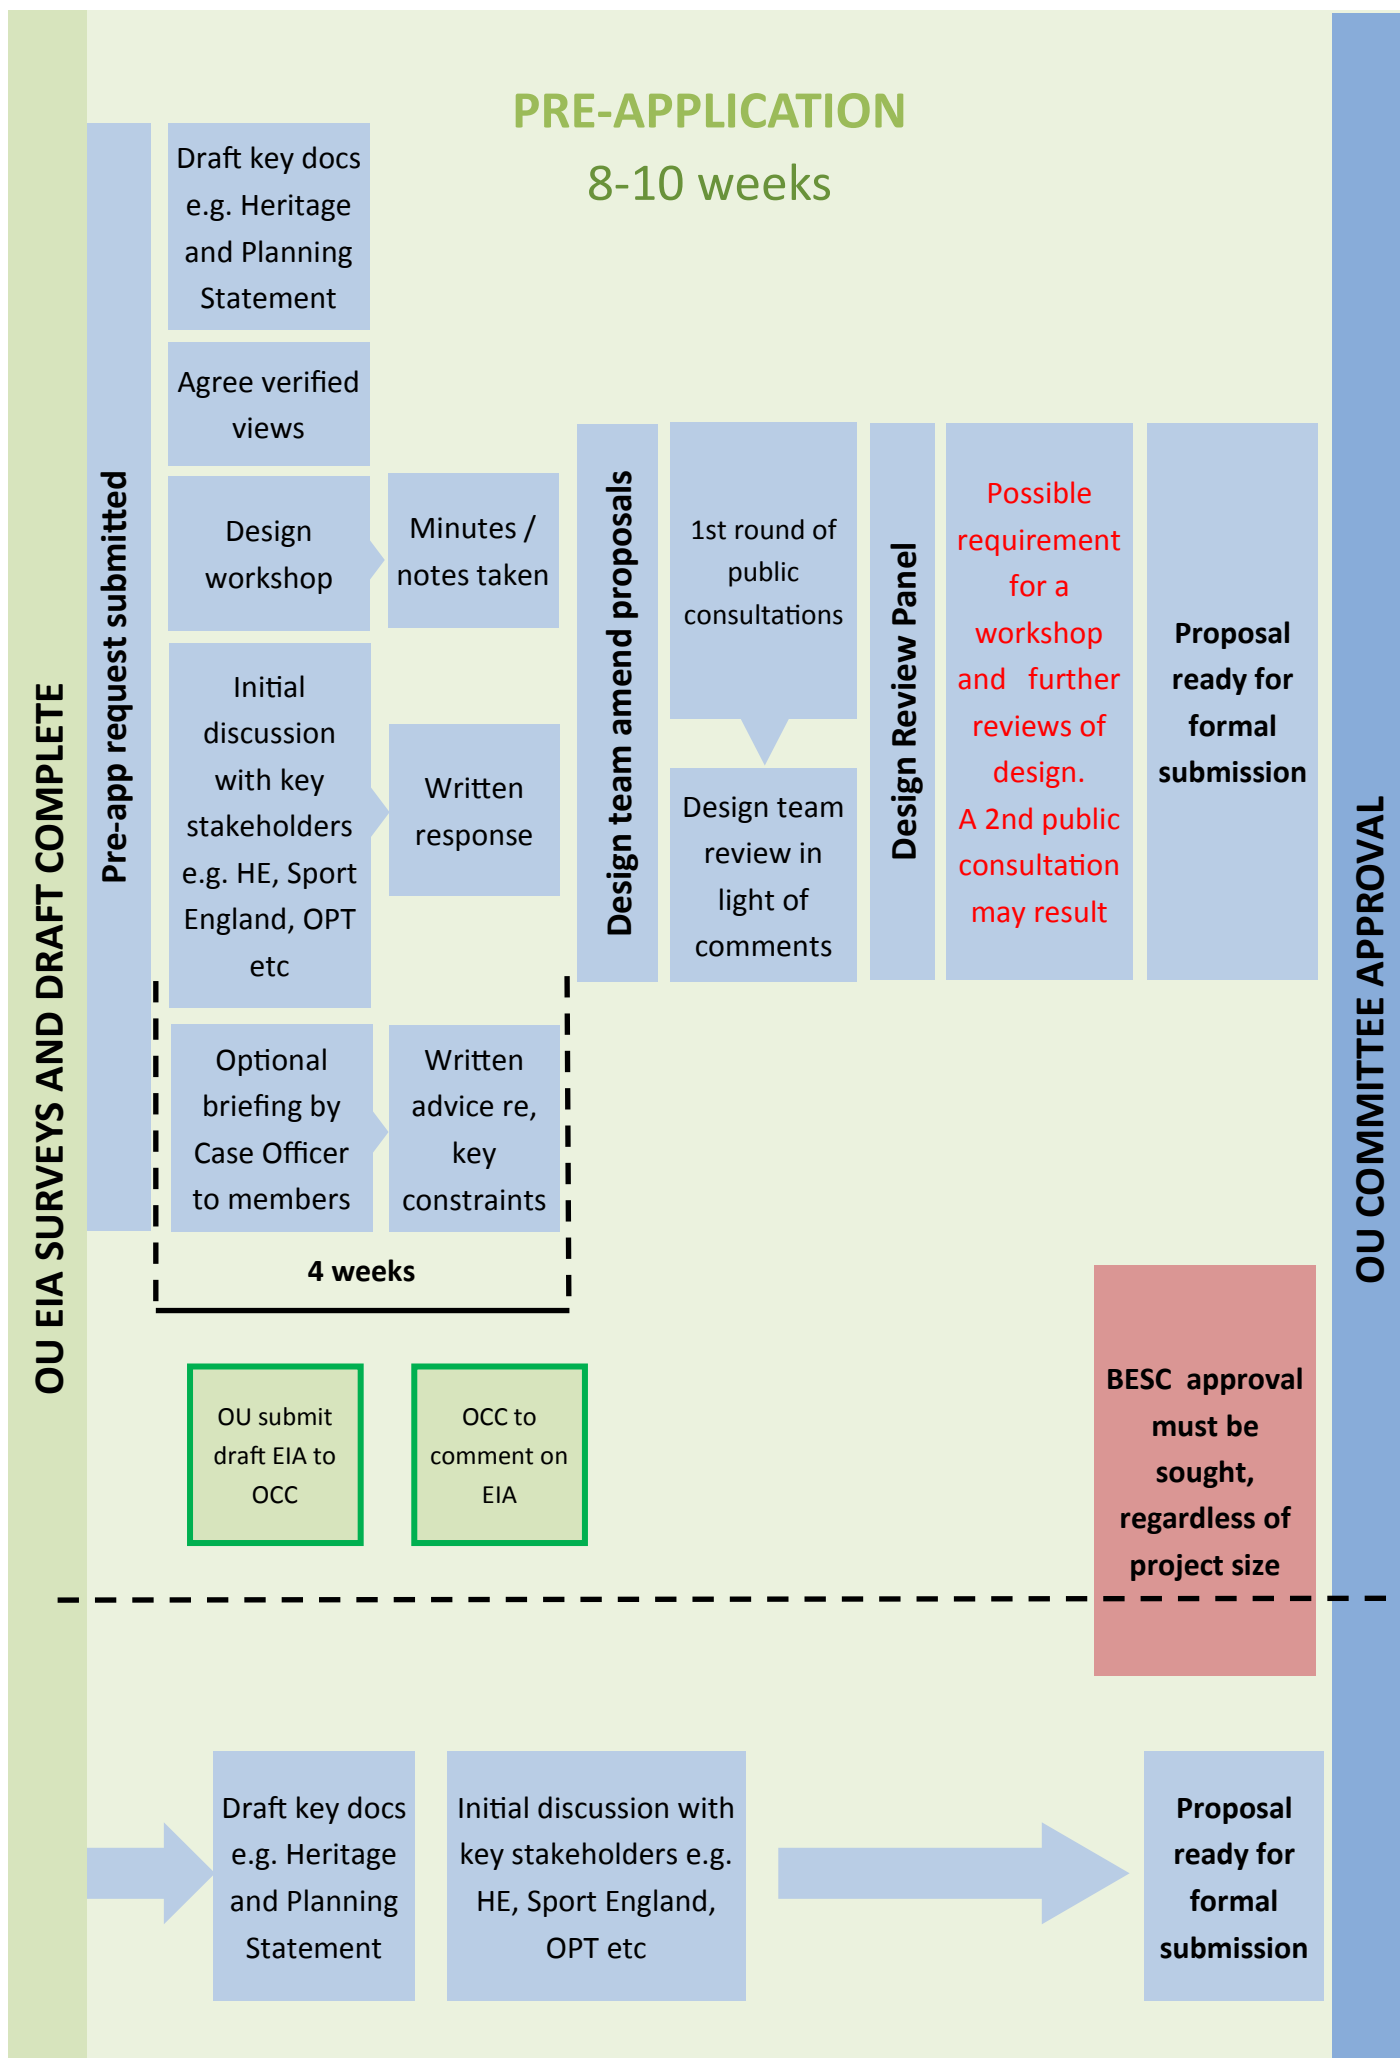 PRE-APPLICATION
8-10 weeks
OU EIA SURVEYS AND DRAFT COMPLETE
Pre-app request submitted
Draft key docs
e.g. Heritage
and Planning
Statement
Agree verified
views
Design
workshop
Minutes /
notes taken
Initial
discussion
with key
stakeholders
e.g. HE, Sport
England, OPT
etc
Written
response
Optional
briefing by
Case Officer
to members
Written
advice re,
key
constraints
4 weeks
Design team amend proposals
1st round of
public
consultations
Design team
review in
light of
comments
Design Review Panel
Possible
requirement
for a
workshop
and further
reviews of
design.
A 2nd public
consultation
may result
Proposal
ready for
formal
submission
OU COMMITTEE APPROVAL
OU submit
draft EIA to
OCC
OCC to
comment on
EIA
BESC approval
must be
sought,
regardless of
project size
Draft key docs
e.g. Heritage
and Planning
Statement
Initial discussion with
key stakeholders e.g.
HE, Sport England,
OPT etc
Proposal
ready for
formal
submission